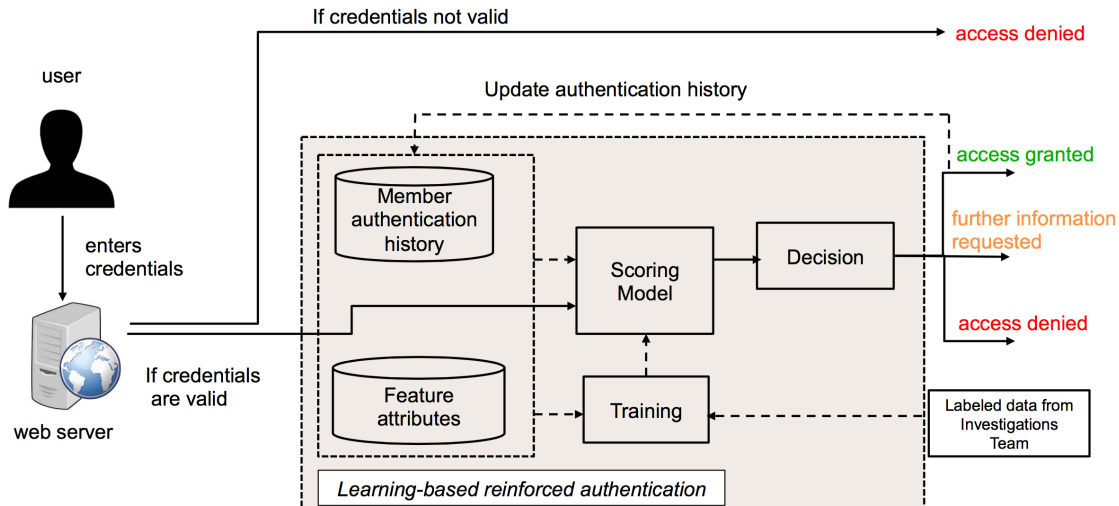 If credentials not valid
access denied
user
Update authentication history
access granted
Member
authentication
history
further information
requested
enters
credentials
Scoring
Model
Decision
access denied
If credentials
are valid
Feature
attributes
Training
Labeled data from
Investigations
Team
web server
Learning-based reinforced authentication